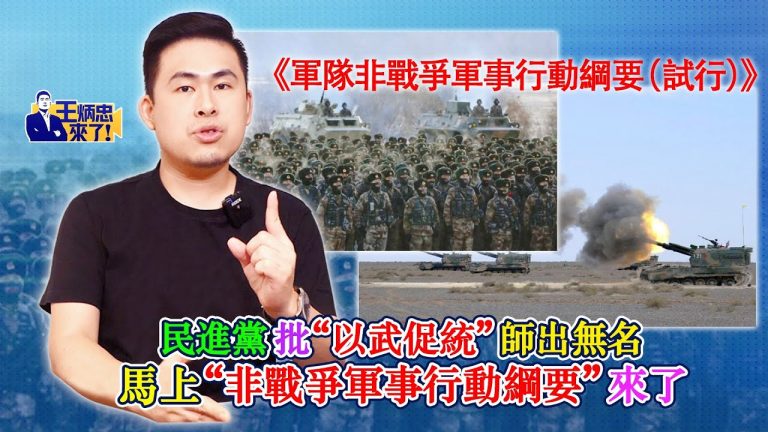 《軍隊非戰爭軍事行動綱要（試行）》
王炳忠
來了!
民進黨 批“以武促統”師出無名
馬上“非戰爭軍事行動綱要”來了